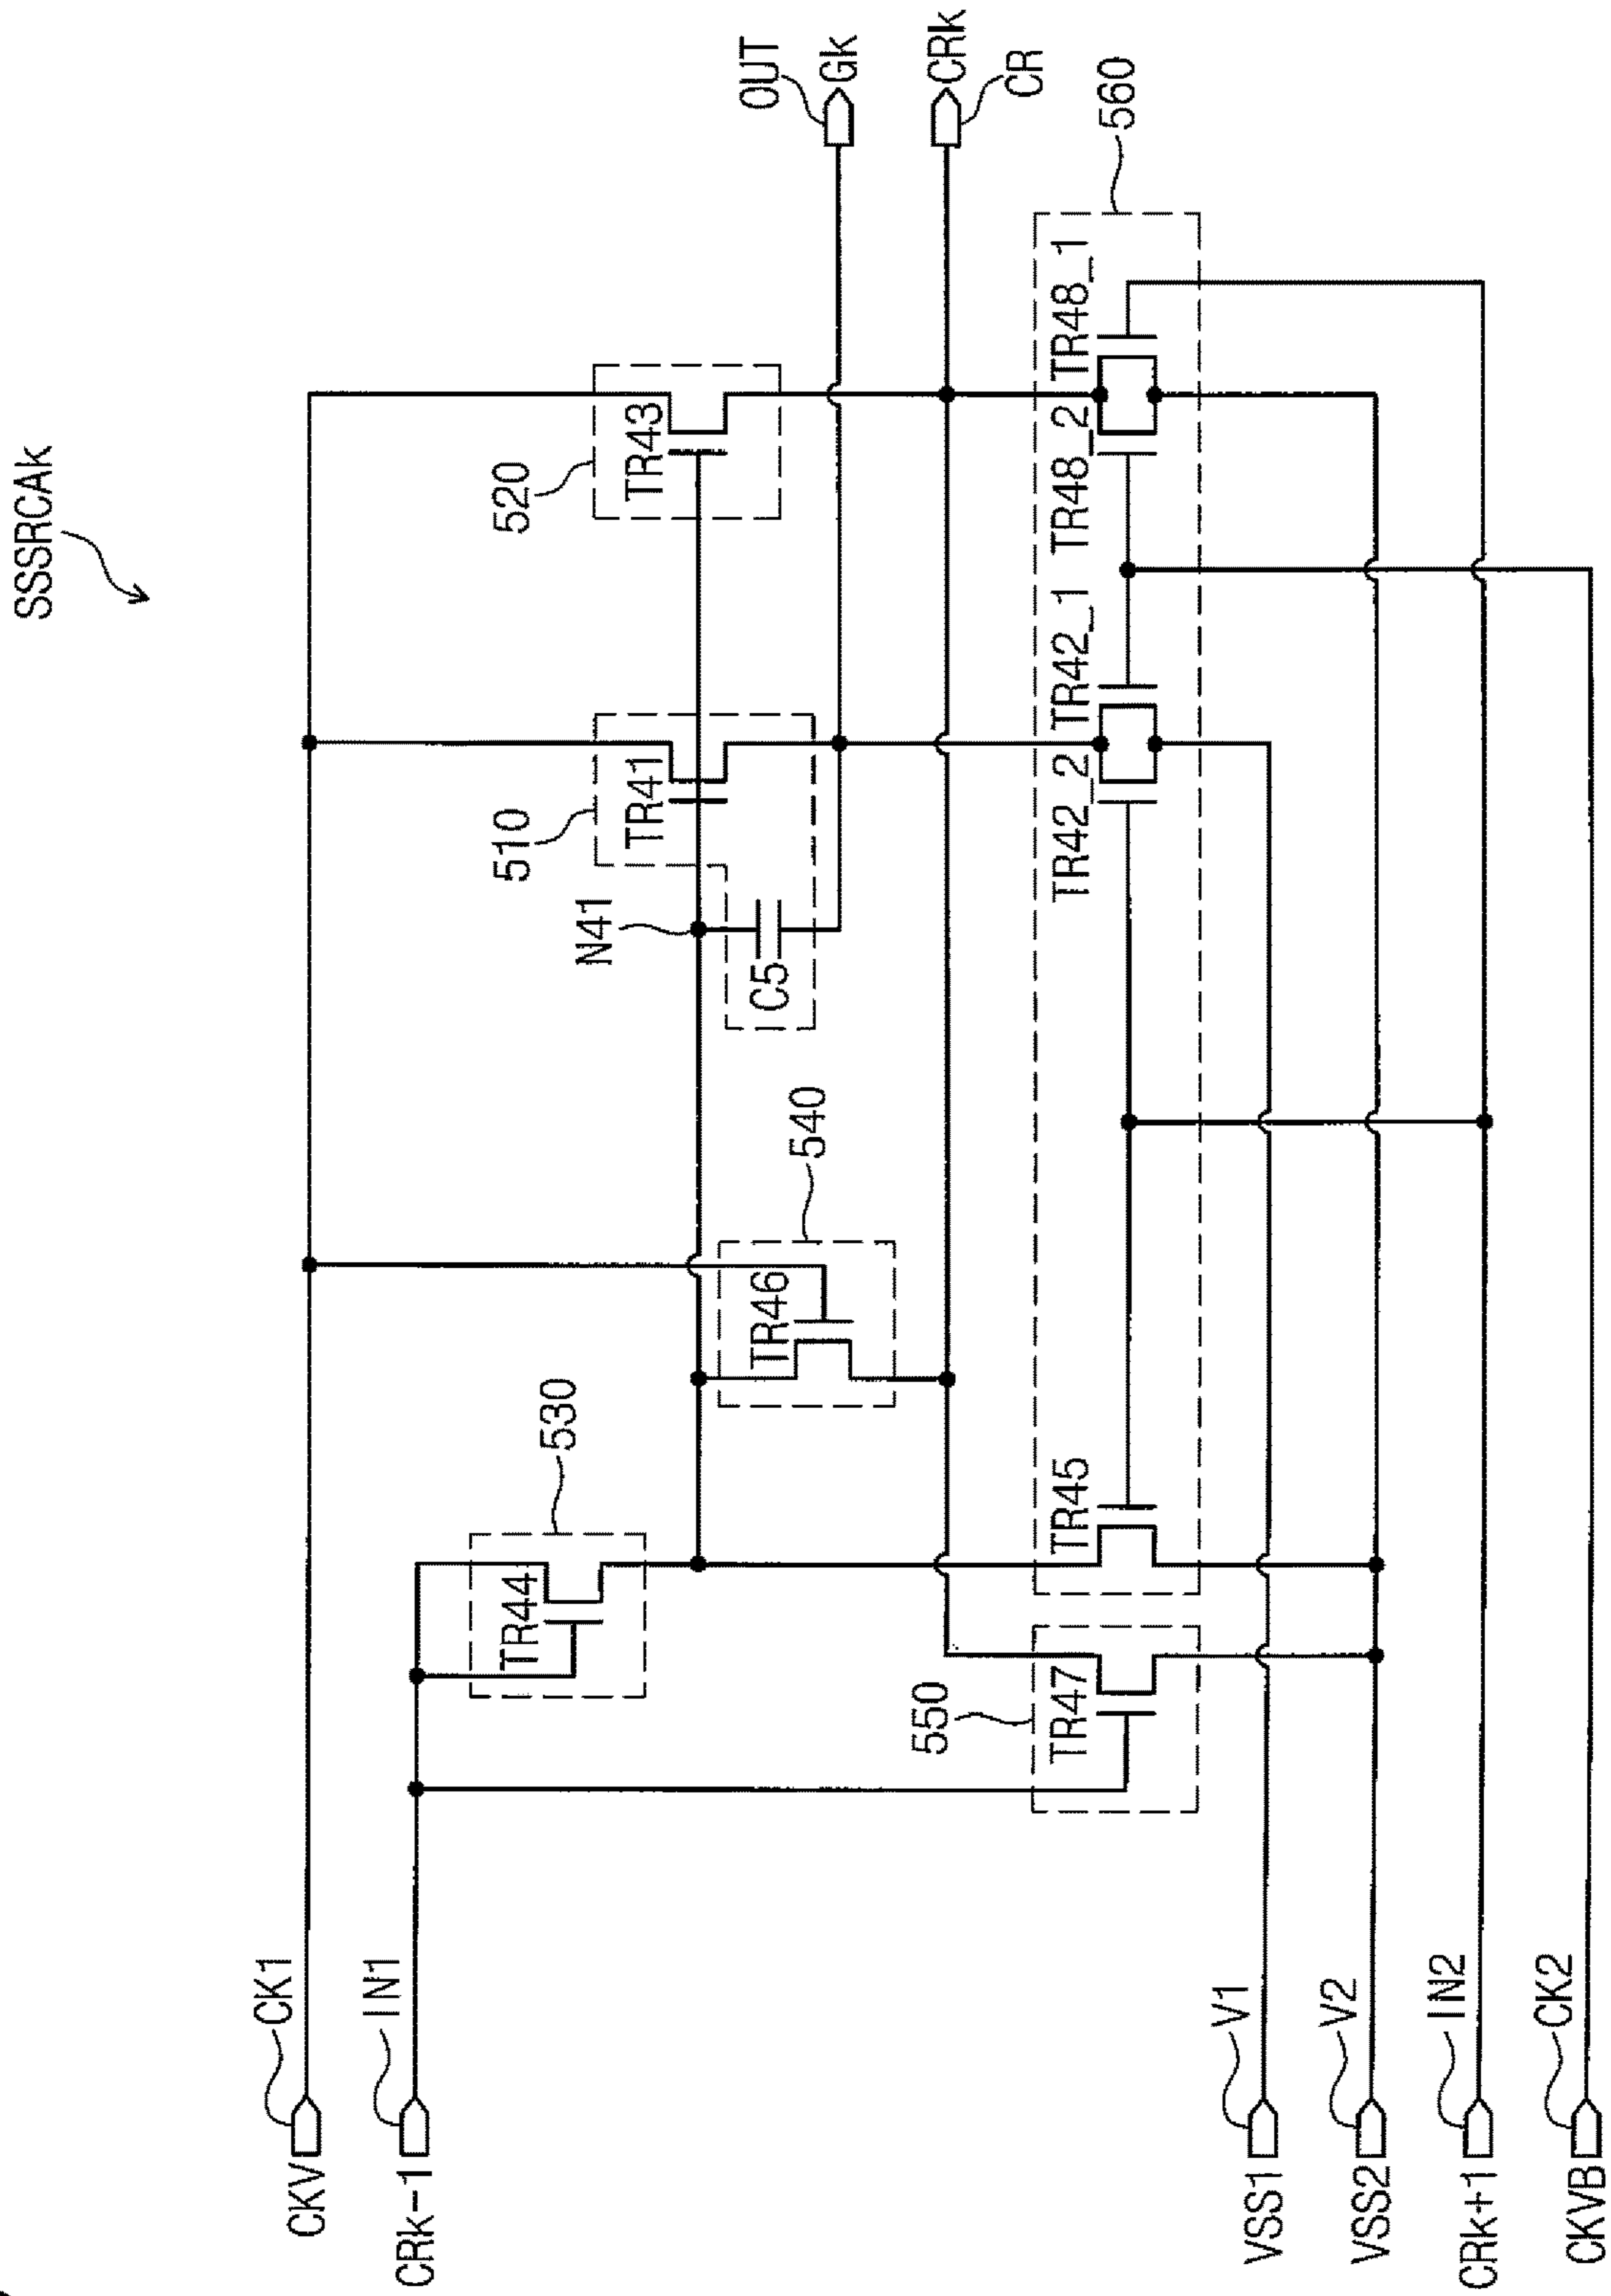 SSSRCAk
CKV
CK1
CRk-1
IN1
530
TR44
540
TR46
N41
C5
510
TR41
520
TR43
OUT
Gk
CRk
CR
550
TR47
TR45
TR42_2
TR42_1
TR48_2
TR48_1
560
VSS1
V1
VSS2
V2
CRk+1
IN2
CKVB
CK2